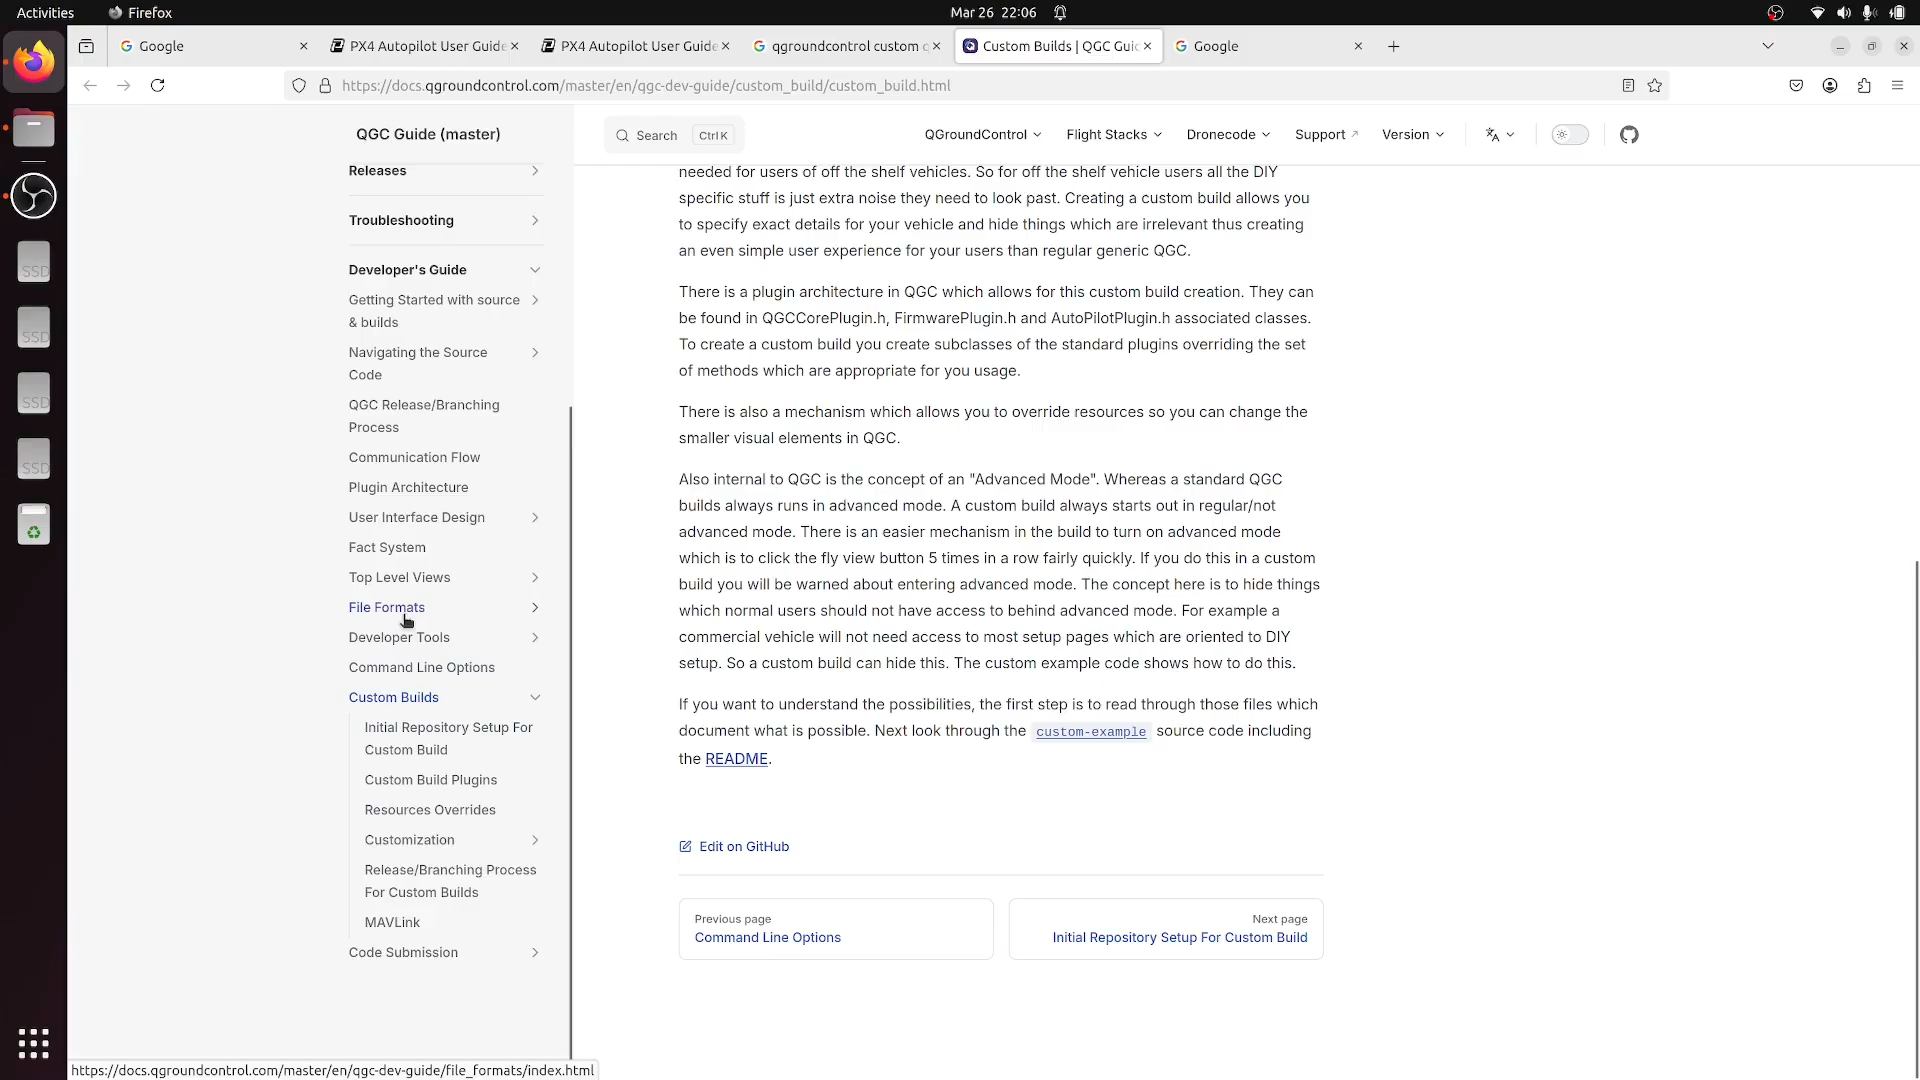 Activities
Firefox
Mar 26 22:06
Google
PX4 Autopilot User Guide
PX4 Autopilot User Guide
qgroundcontrol custom
Custom Builds | QGC Gui
Google
https://docs.qgroundcontrol.com/master/en/qgc-dev-guide/custom_build/custom_build.html
QGC Guide (master)
Search Ctrl K
QGroundControl
Flight Stacks
Dronecode
Support
Version
Releases
Troubleshooting
Developer's Guide
Getting Started with source
& builds
Navigating the Source
Code
QGC Release/Branching
Process
Communication Flow
Plugin Architecture
User Interface Design
Fact System
Top Level Views
File Formats
Developer Tools
Command Line Options
Custom Builds
Initial Repository Setup For
Custom Build
Custom Build Plugins
Resources Overrides
Customization
Release/Branching Process
For Custom Builds
MAVLink
Code Submission
needed for users of off the shelf vehicles. So for off the shelf vehicle users all the DIY
specific stuff is just extra noise they need to look past. Creating a custom build allows you
to specify exact details for your vehicle and hide things which are irrelevant thus creating
an even simple user experience for your users than regular generic QGC.
There is a plugin architecture in QGC which allows for this custom build creation. They can
be found in QGCCorePlugin.h, FirmwarePlugin.h and AutoPilotPlugin.h associated classes.
To create a custom build you create subclasses of the standard plugins overriding the set
of methods which are appropriate for you usage.
There is also a mechanism which allows you to override resources so you can change the
smaller visual elements in QGC.
Also internal to QGC is the concept of an "Advanced Mode". Whereas a standard QGC
builds always runs in advanced mode. A custom build always starts out in regular/not
advanced mode. There is an easier mechanism in the build to turn on advanced mode
which is to click the fly view button 5 times in a row fairly quickly. If you do this in a custom
build you will be warned about entering advanced mode. The concept here is to hide things
which normal users should not have access to behind advanced mode. For example a
commercial vehicle will not need access to most setup pages which are oriented to DIY
setup. So a custom build can hide this. The custom example code shows how to do this.
If you want to understand the possibilities, the first step is to read through those files which
document what is possible. Next look through the custom-example source code including
the README.
Edit on GitHub
Previous page
Command Line Options
Next page
Initial Repository Setup For Custom Build
SSD
SSD
SSD
SSD
https://docs.qgroundcontrol.com/master/en/qgc-dev-guide/file_formats/index.html